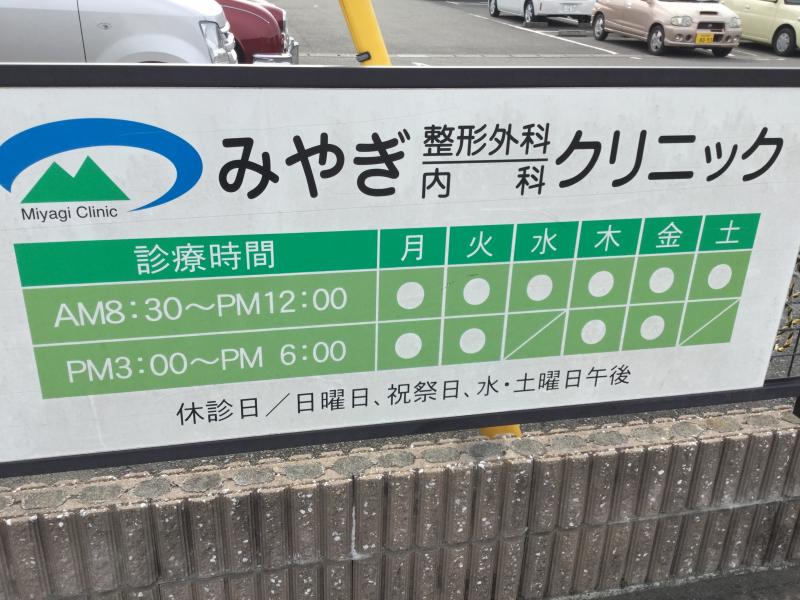 みやぎ 整形外科 内科 クリニック
Miyagi Clinic
診療時間 月 火 水 木 金 土
AM8:30～PM12:00 ○ ○ ○ ○ ○ ○
PM3:00～PM 6:00 ○ ○ ／ ○ ○ ／
休診日／日曜日、祝祭日、水・土曜日午後